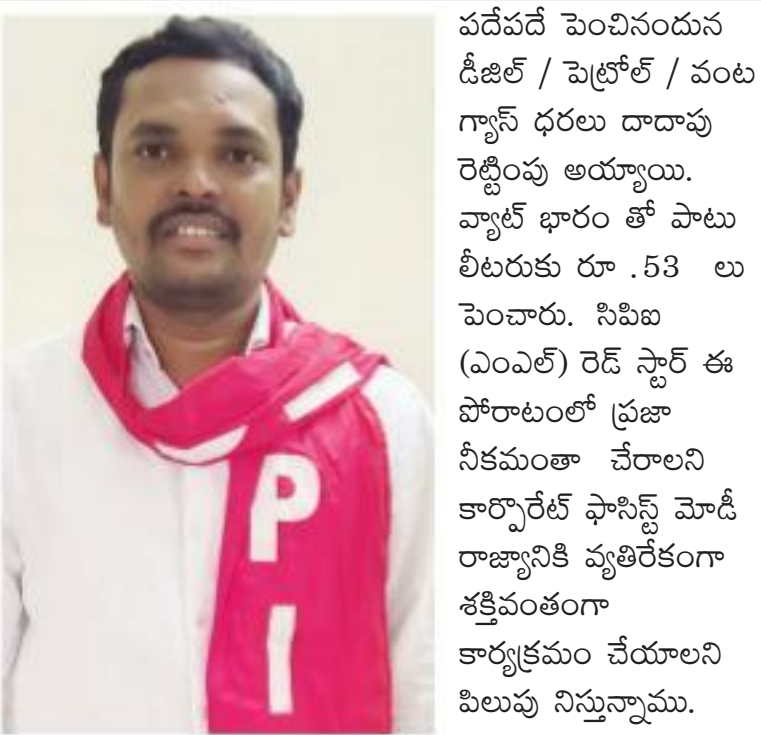 పదేపదే పెంచినందున
డీజిల్ / పెట్రోల్ / వంట
గ్యాస్ ధరలు దాదాపు
రెట్టింపు అయ్యాయి.
వ్యాట్ భారం తో పాటు
లీటరుకు రూ .53 లు
పెంచారు. సిపిఐ
(ఎంఎల్) రెడ్ స్టార్ ఈ
పోరాటంలో ప్రజా
నీకమంతా చేరాలని
కార్పొరేట్ ఫాసిస్ట్ మోడీ
రాజ్యానికి వ్యతిరేకంగా
శక్తివంతంగా
కార్యక్రమం చేయాలని
పిలుపు నిస్తున్నాము.
P
I